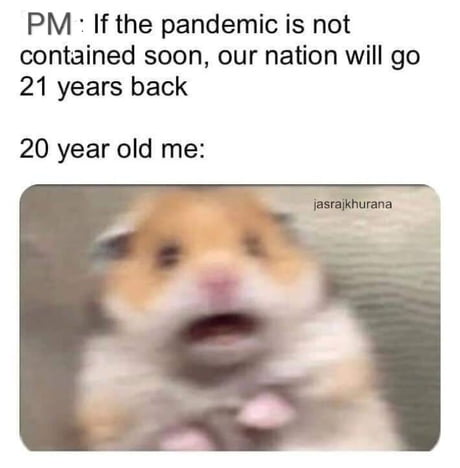 PM : If the pandemic is not
contained soon, our nation will go
21 years back
20 year old me:
jasrajkhurana